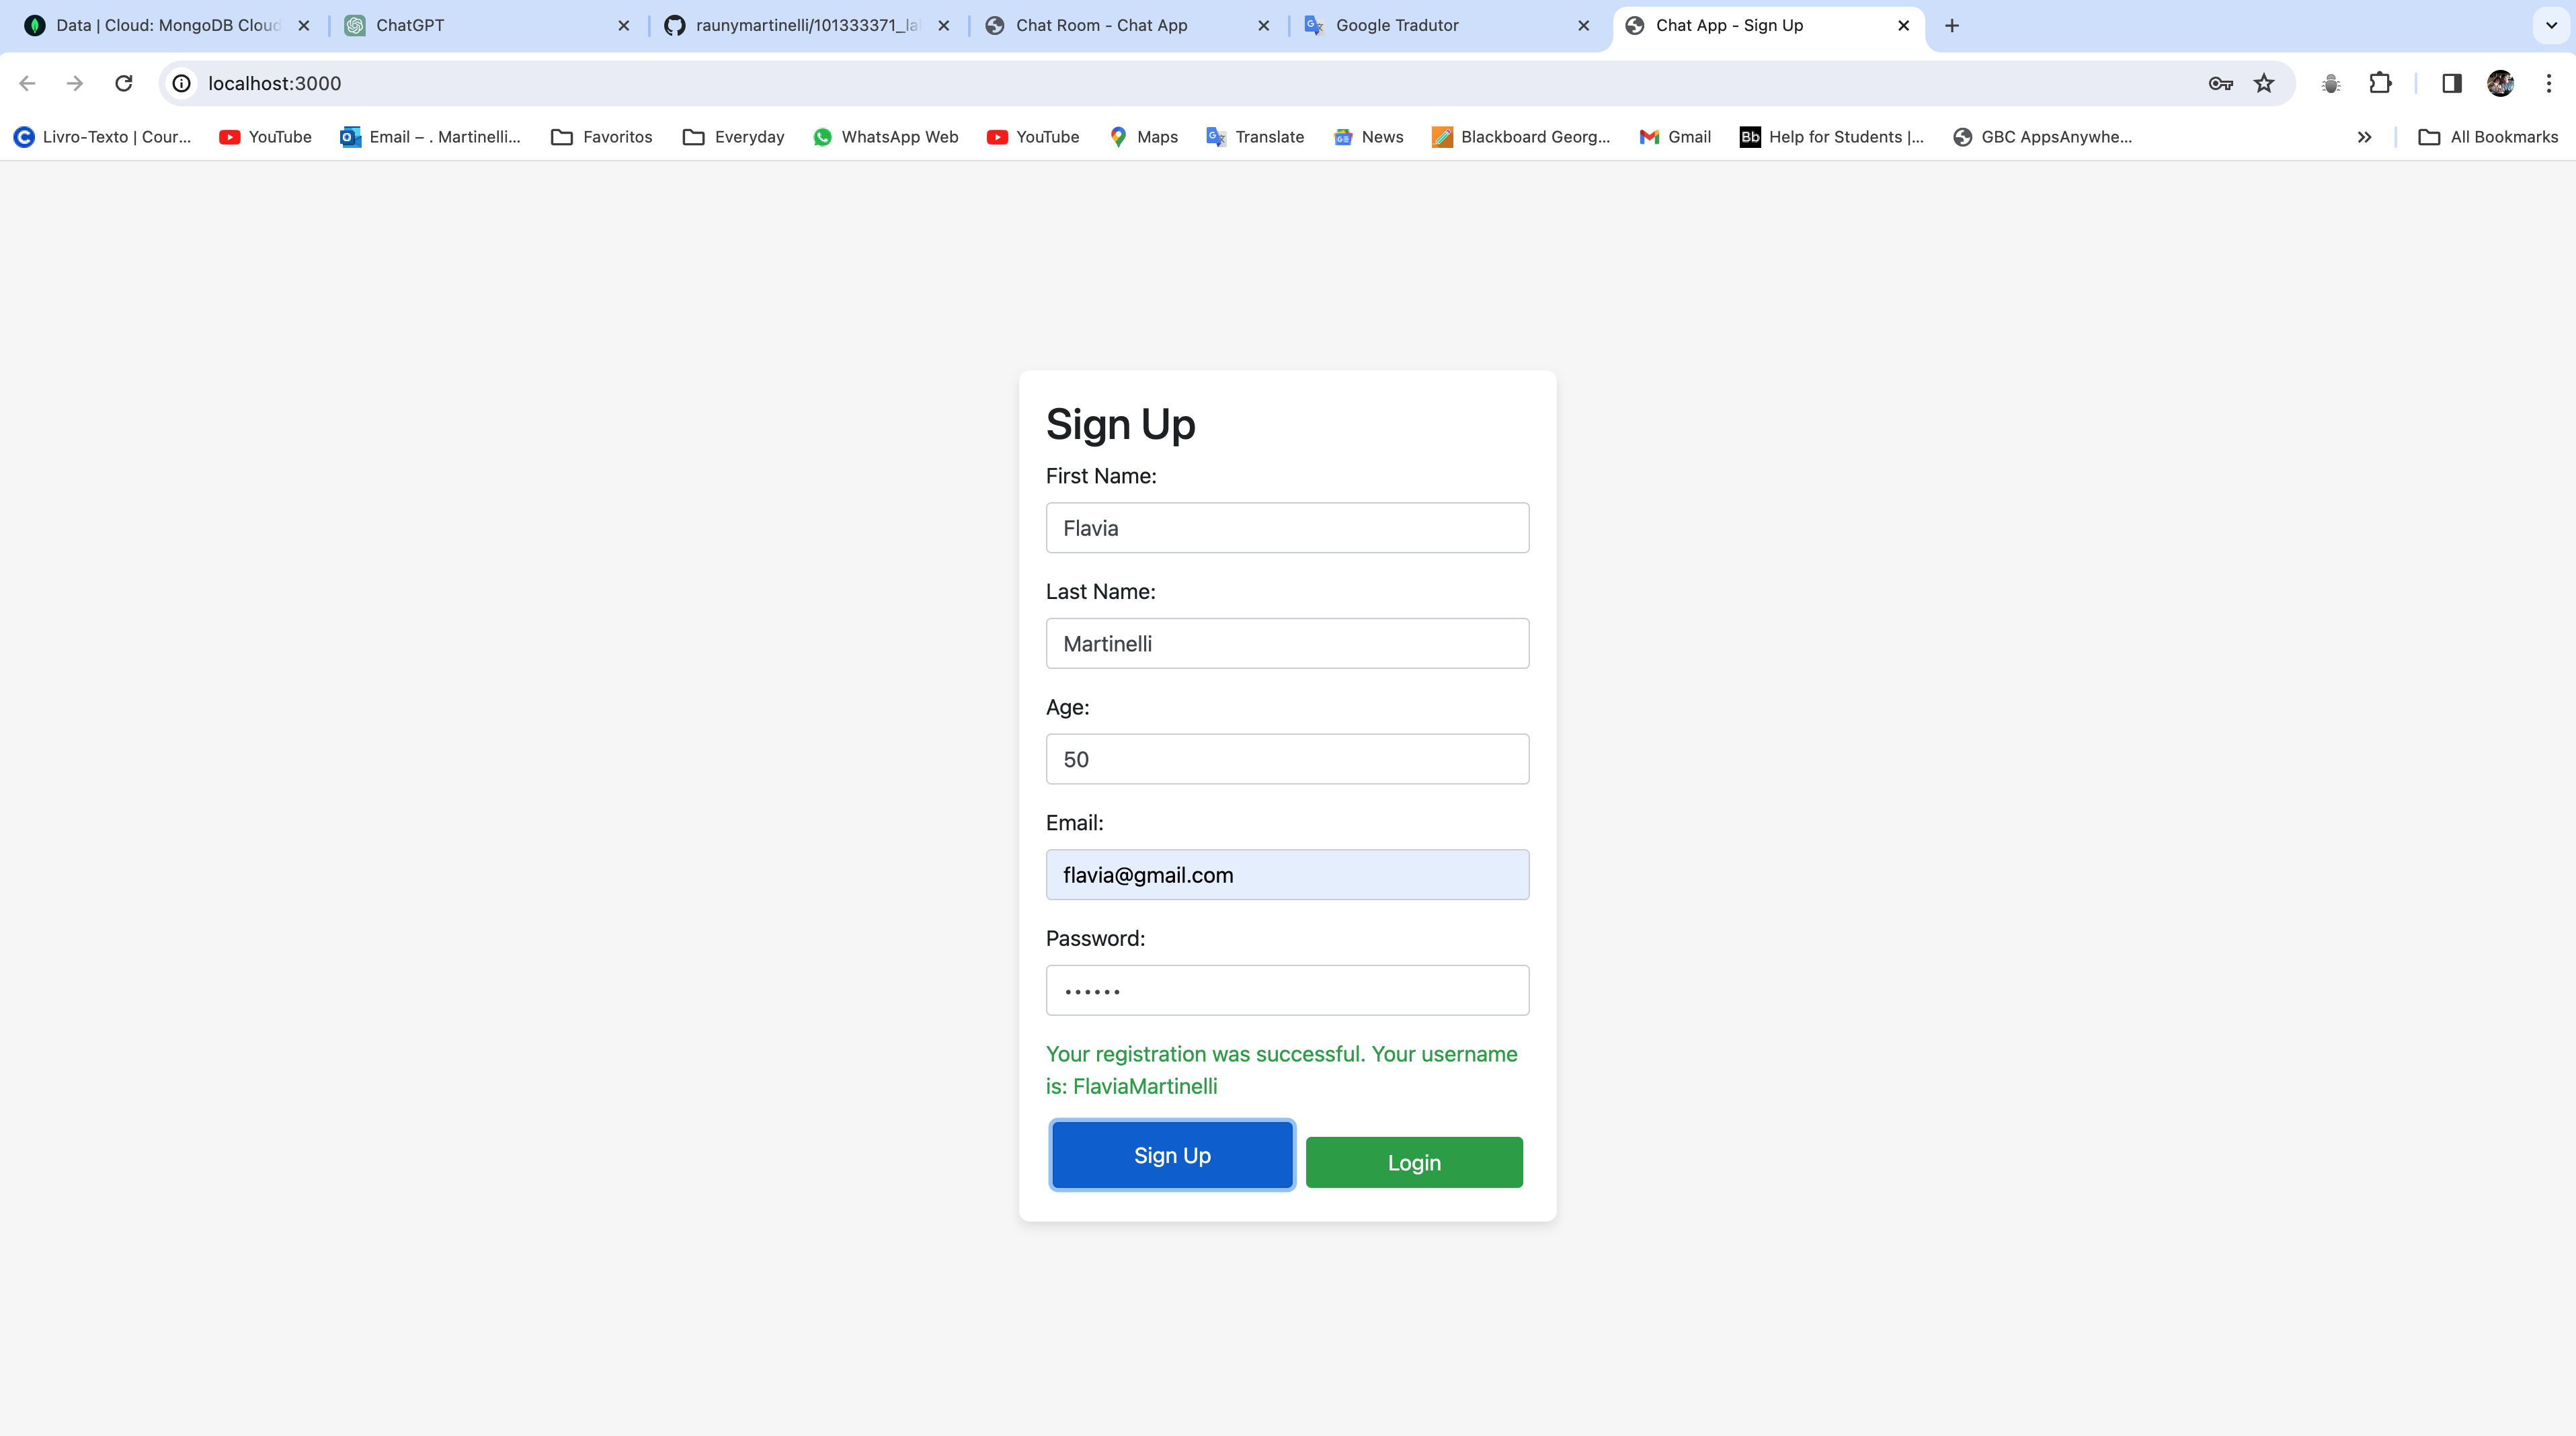 Data | Cloud: MongoDB Cloud
ChatGPT
raunymartinelli/101333371_la
Chat Room - Chat App
Google Tradutor
Chat App - Sign Up
localhost:3000
Livro-Texto | Cour...
YouTube
Email – . Martinelli...
Favoritos
Everyday
WhatsApp Web
YouTube
Maps
Translate
News
Blackboard Georg...
Gmail
Bb
Help for Students |...
GBC AppsAnywhe...
All Bookmarks
Sign Up
First Name:
Flavia
Last Name:
Martinelli
Age:
50
Email:
flavia@gmail.com
Password:
••••••
Your registration was successful. Your username
is: FlaviaMartinelli
Sign Up
Login